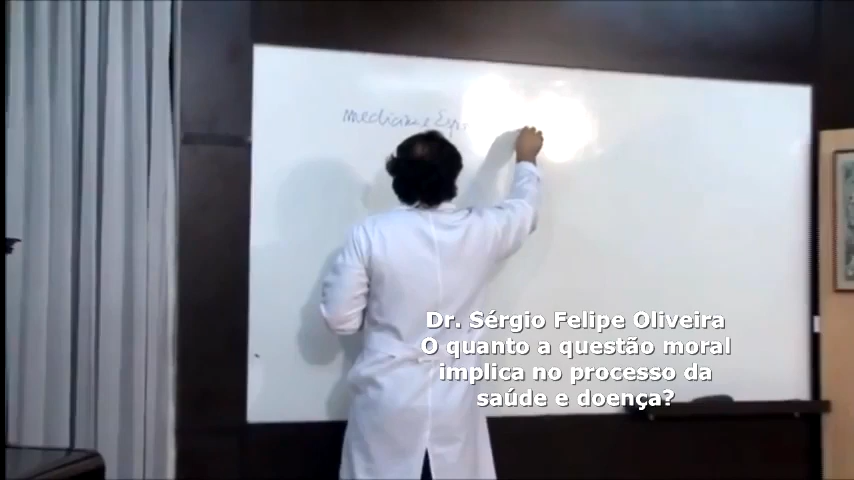 Dr. Sérgio Felipe Oliveira
O quanto a questão moral
implica no processo da
saúde e doença?